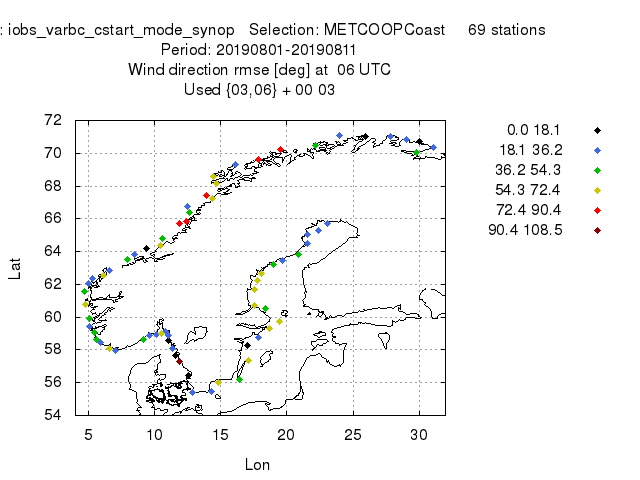 : iobs_varbc_cstart_mode_synop Selection: METCOOPCoast 69 stations
Period: 20190801-20190811
Wind direction rmse [deg] at 06 UTC
Used {03,06} + 00 03
72
70
68
66
64
62
60
58
56
54
Lat
5 10 15 20 25 30
Lon
0.0 18.1
18.1 36.2
36.2 54.3
54.3 72.4
72.4 90.4
90.4 108.5